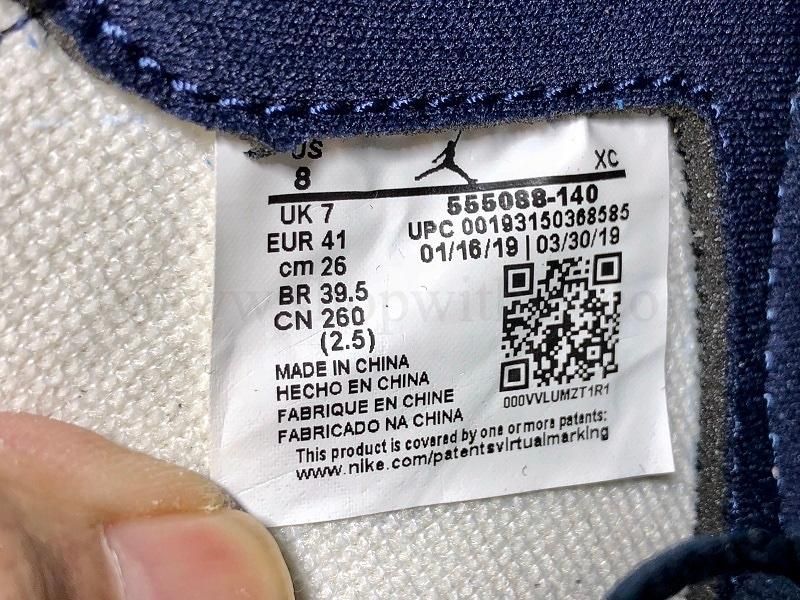 US
8
XC
UK 7
EUR 41
cm 26
BR 39.5
CN 260
(2.5)
555088-140
UPC 00193150368585
01/16/19 | 03/30/19
000VVLUMZT1R1
MADE IN CHINA
HECHO EN CHINA
FABRIQUE EN CHINE
FABRICADO NA CHINA
This product is covered by one or more patents:
www.nike.com/patentsvirtualmarking